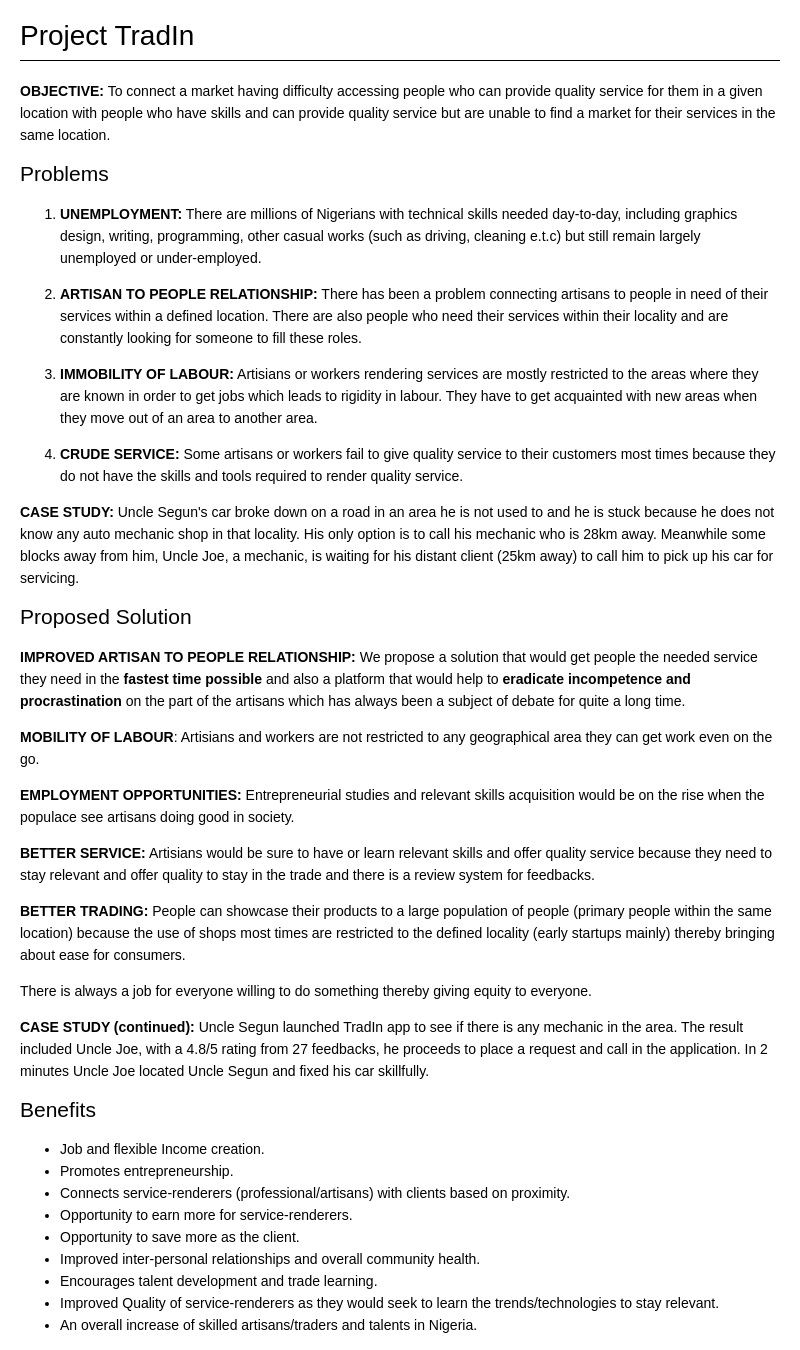 Project TradIn
OBJECTIVE: To connect a market having difficulty accessing people who can provide quality service for them in a given
location with people who have skills and can provide quality service but are unable to find a market for their services in the
same location.
Problems
1. UNEMPLOYMENT: There are millions of Nigerians with technical skills needed day-to-day, including graphics
design, writing, programming, other casual works (such as driving, cleaning e.t.c) but still remain largely
unemployed or under-employed.
2. ARTISAN TO PEOPLE RELATIONSHIP: There has been a problem connecting artisans to people in need of their
services within a defined location. There are also people who need their services within their locality and are
constantly looking for someone to fill these roles.
3. IMMOBILITY OF LABOUR: Artisians or workers rendering services are mostly restricted to the areas where they
are known in order to get jobs which leads to rigidity in labour. They have to get acquainted with new areas when
they move out of an area to another area.
4. CRUDE SERVICE: Some artisans or workers fail to give quality service to their customers most times because they
do not have the skills and tools required to render quality service.
CASE STUDY: Uncle Segun's car broke down on a road in an area he is not used to and he is stuck because he does not
know any auto mechanic shop in that locality. His only option is to call his mechanic who is 28km away. Meanwhile some
blocks away from him, Uncle Joe, a mechanic, is waiting for his distant client (25km away) to call him to pick up his car for
servicing.
Proposed Solution
IMPROVED ARTISAN TO PEOPLE RELATIONSHIP: We propose a solution that would get people the needed service
they need in the fastest time possible and also a platform that would help to eradicate incompetence and
procrastination on the part of the artisans which has always been a subject of debate for quite a long time.
MOBILITY OF LABOUR: Artisians and workers are not restricted to any geographical area they can get work even on the
go.
EMPLOYMENT OPPORTUNITIES: Entrepreneurial studies and relevant skills acquisition would be on the rise when the
populace see artisans doing good in society.
BETTER SERVICE: Artisians would be sure to have or learn relevant skills and offer quality service because they need to
stay relevant and offer quality to stay in the trade and there is a review system for feedbacks.
BETTER TRADING: People can showcase their products to a large population of people (primary people within the same
location) because the use of shops most times are restricted to the defined locality (early startups mainly) thereby bringing
about ease for consumers.
There is always a job for everyone willing to do something thereby giving equity to everyone.
CASE STUDY (continued): Uncle Segun launched TradIn app to see if there is any mechanic in the area. The result
included Uncle Joe, with a 4.8/5 rating from 27 feedbacks, he proceeds to place a request and call in the application. In 2
minutes Uncle Joe located Uncle Segun and fixed his car skillfully.
Benefits
• Job and flexible Income creation.
• Promotes entrepreneurship.
• Connects service-renderers (professional/artisans) with clients based on proximity.
• Opportunity to earn more for service-renderers.
• Opportunity to save more as the client.
• Improved inter-personal relationships and overall community health.
• Encourages talent development and trade learning.
• Improved Quality of service-renderers as they would seek to learn the trends/technologies to stay relevant.
• An overall increase of skilled artisans/traders and talents in Nigeria.